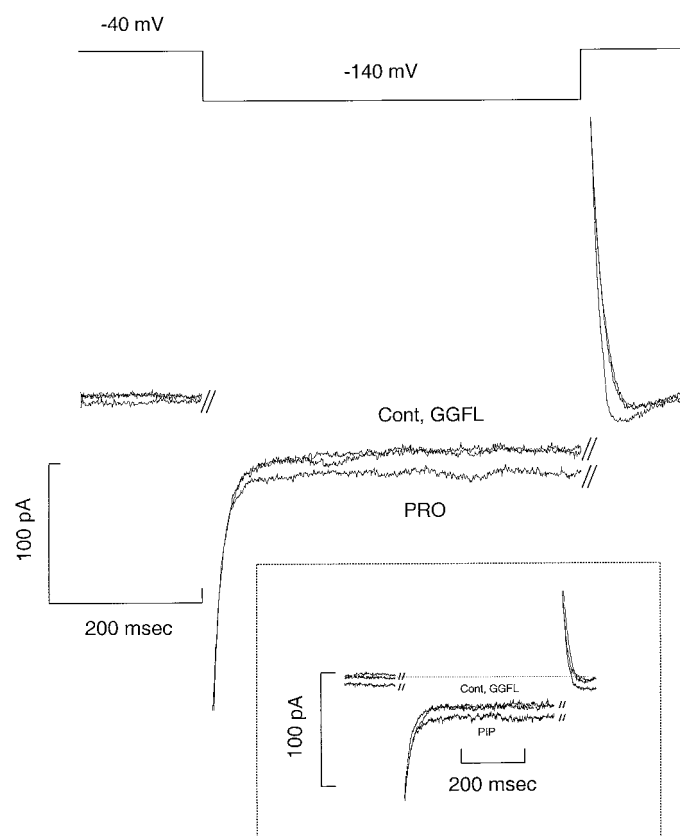 -40 mV
-140 mV
Cont, GGFL
PRO
100 pA
200 msec
Cont, GGFL
PIP
100 pA
200 msec